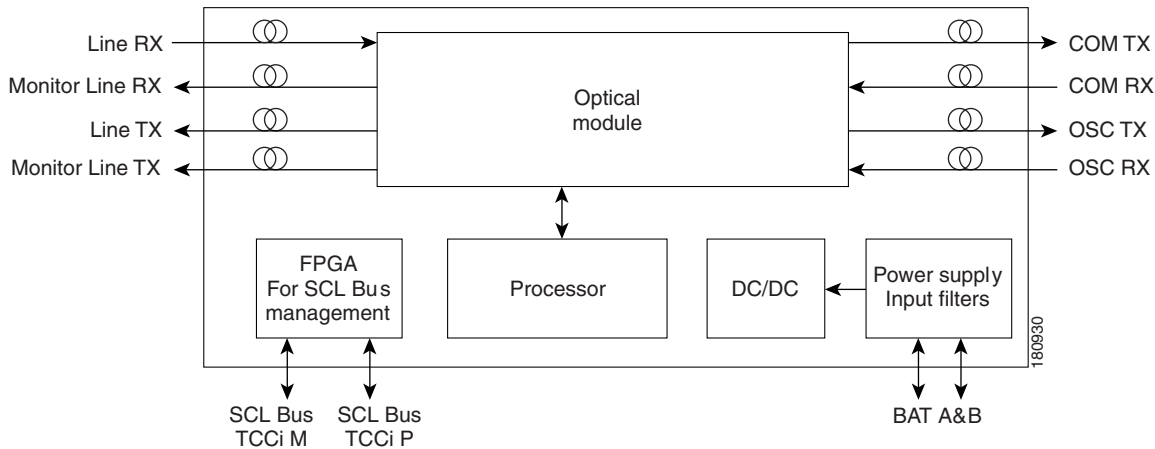 Line RX
COM TX
Monitor Line RX
COM RX
Optical
module
Line TX
OSC TX
Monitor Line TX
OSC RX
FPGA
For SCL Bus
management
Processor
DC/DC
Power supply
Input filters
180930
SCL Bus
TCCi M
SCL Bus
TCCi P
BAT A&B